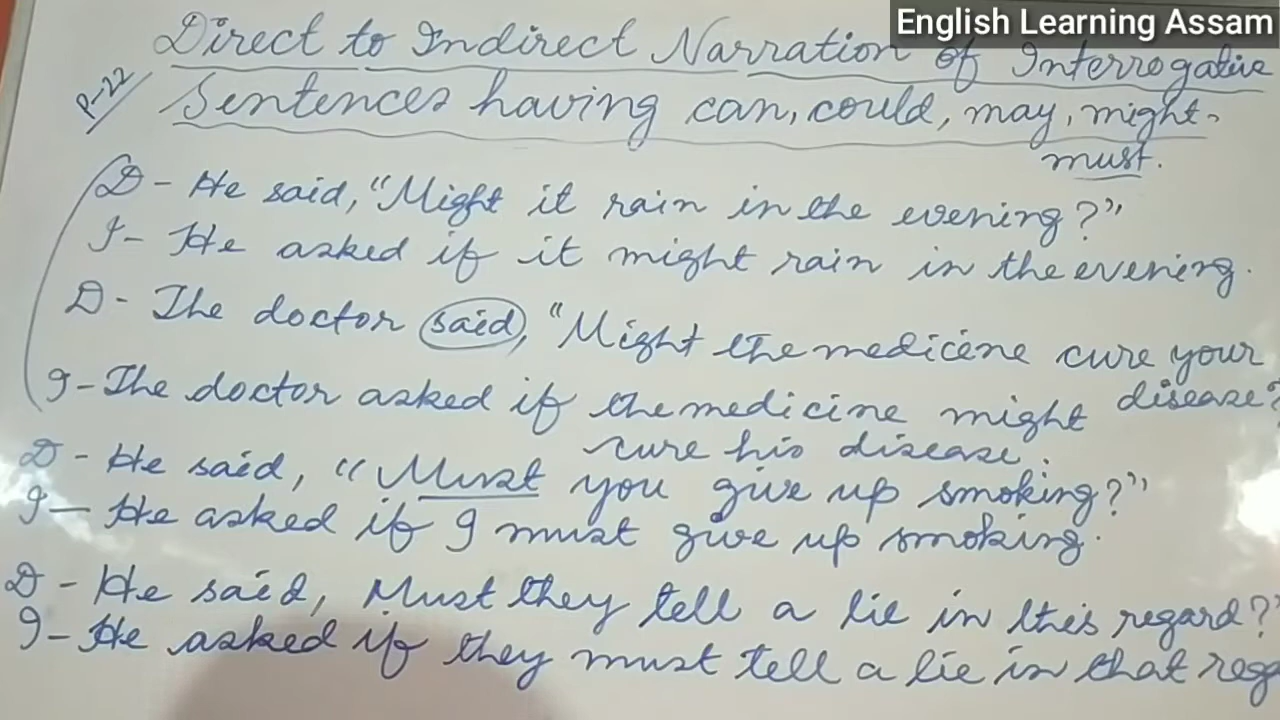 English Learning Assam
Direct to Indirect Narration of Interrogative
P-22
Sentences having can, could, may, might,
must.
D - He said, "Might it rain in the evening?"
I - He asked if it might rain in the evening.
D - The doctor said, "Might the medicine cure your
disease?
I - The doctor asked if the medicine might
cure his disease.
D - He said, "Must you give up smoking?"
I - He asked if I must give up smoking.
D - He said, Must they tell a lie in this regard?"
I - He asked if they must tell a lie in that rega